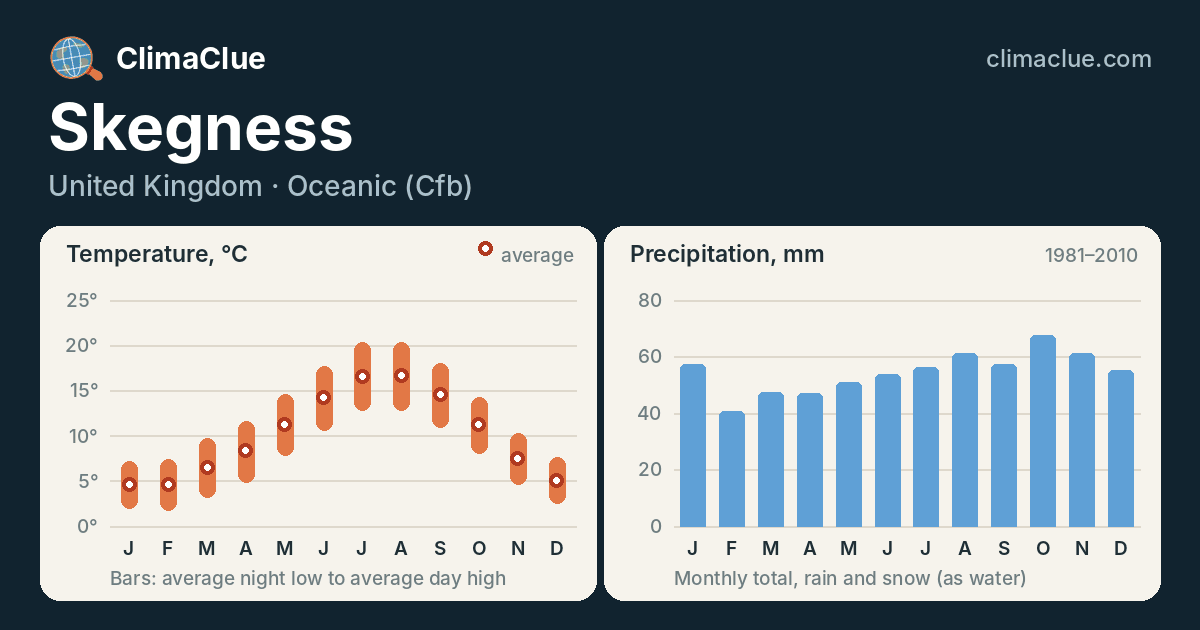 ClimaClue
climaclue.com
Skegness
United Kingdom · Oceanic (Cfb)
Temperature, °C
average
25°
20°
15°
10°
5°
0°
J F M A M J J A S O N D
Bars: average night low to average day high
Precipitation, mm
1981–2010
80
60
40
20
0
J F M A M J J A S O N D
Monthly total, rain and snow (as water)